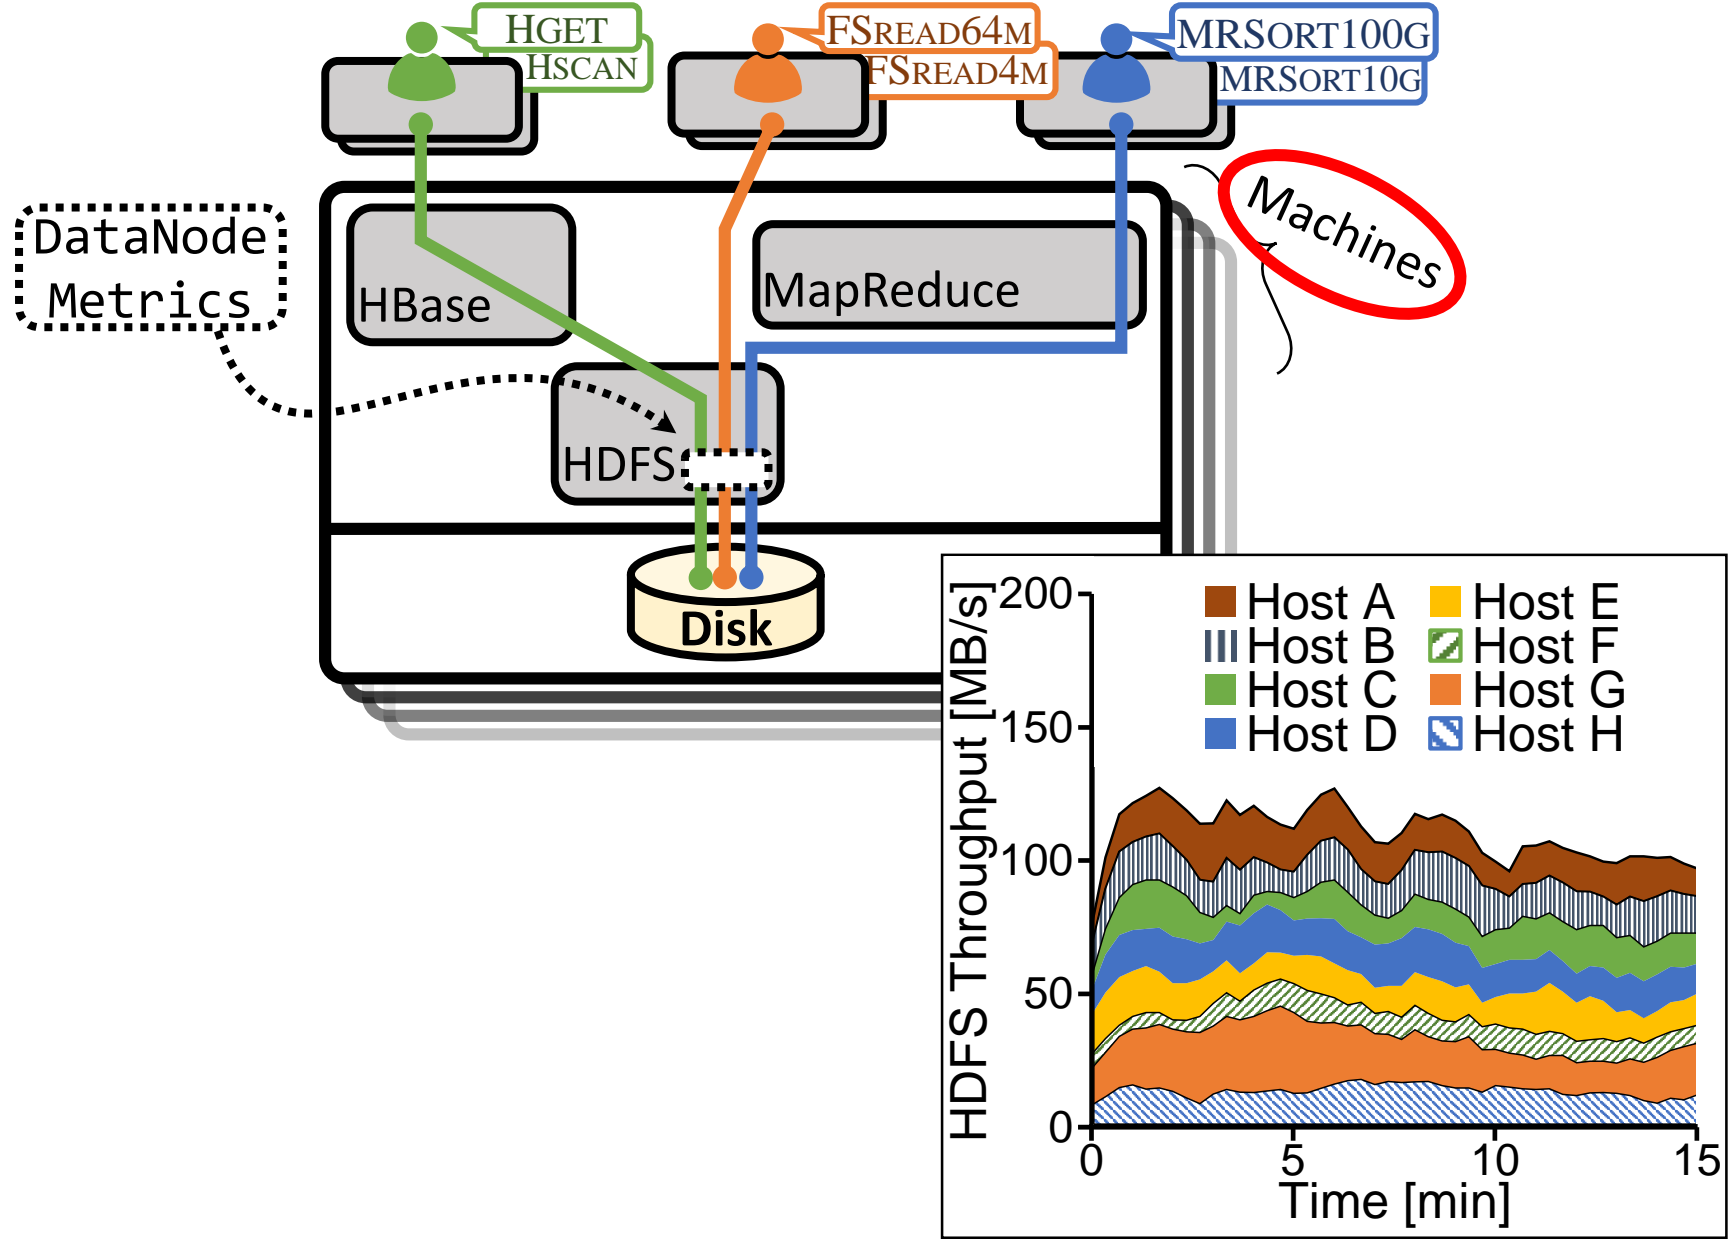 HGET
HSCAN
FSREAD64M
FSREAD4M
MRSORT100G
MRSORT10G
DataNode
Metrics
Machines
HBase
MapReduce
HDFS
Disk
HDFS Throughput [MB/s]
200
150
100
50
0
Host A
Host B
Host C
Host D
Host E
Host F
Host G
Host H
0
5
10
15
Time [min]